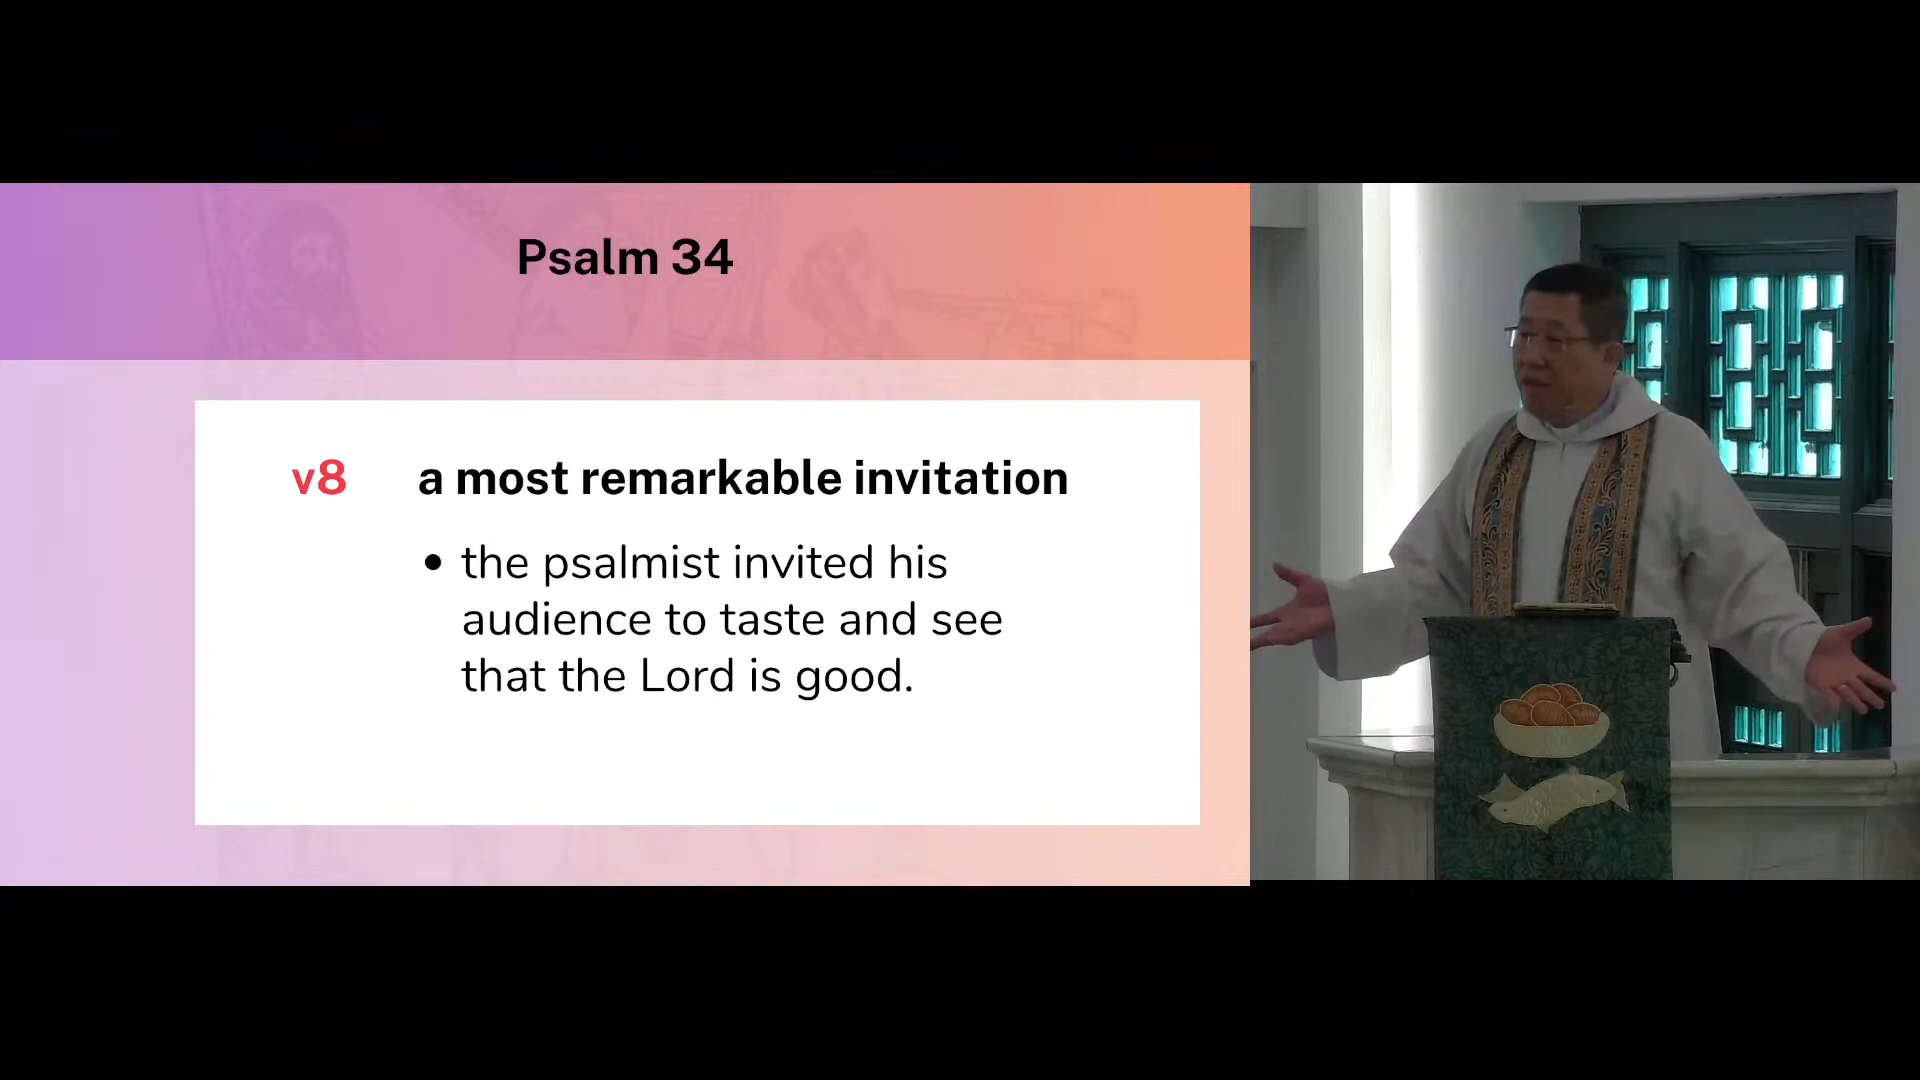 Psalm 34
v8 a most remarkable invitation
• the psalmist invited his
audience to taste and see
that the Lord is good.